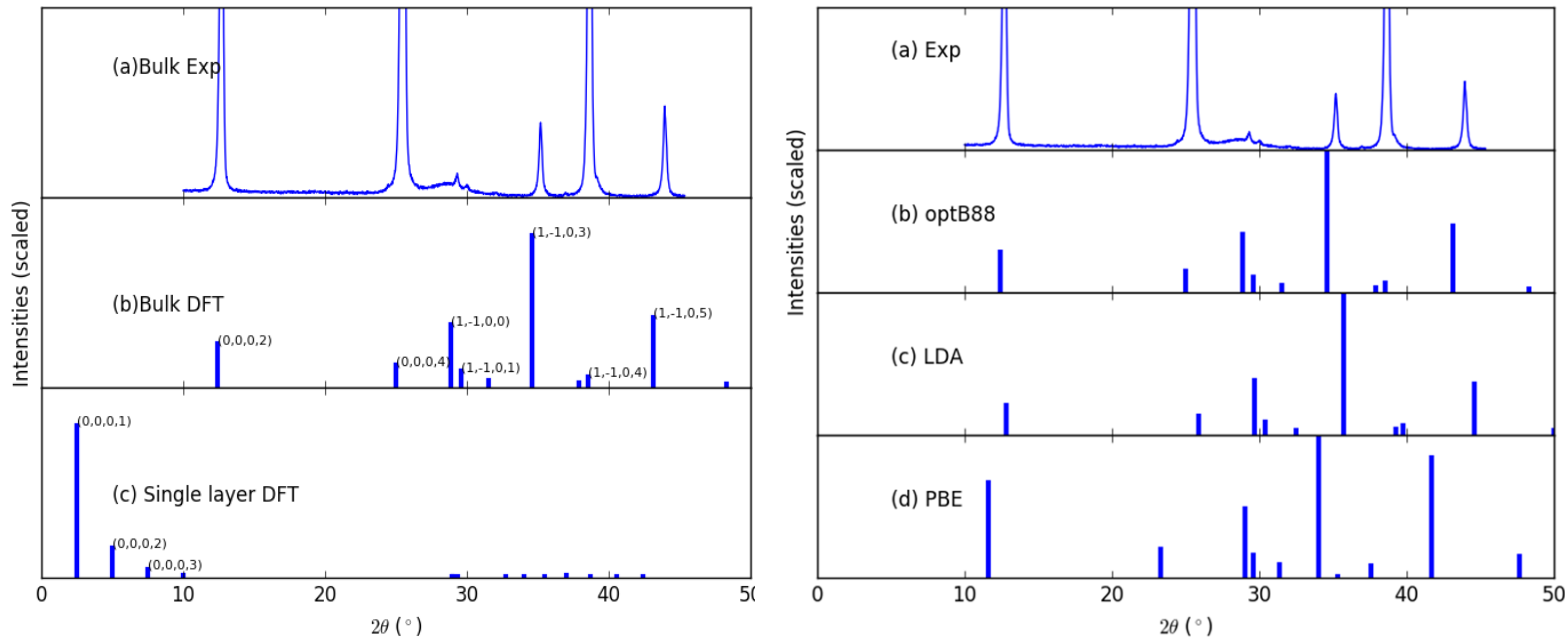 (a)Bulk Exp
(0,0,0,2)
(0,0,0,4)
(1,-1,0,0)
(1,-1,0,1)
(1,-1,0,3)
(1,-1,0,4)
(1,-1,0,5)
(b)Bulk DFT
(0,0,0,1)
(0,0,0,2)
(0,0,0,3)
(c) Single layer DFT
Intensities (scaled)
0 10 20 30 40 50
2θ (°)
(a) Exp
(b) optB88
(c) LDA
(d) PBE
Intensities (scaled)
0 10 20 30 40 50
2θ (°)